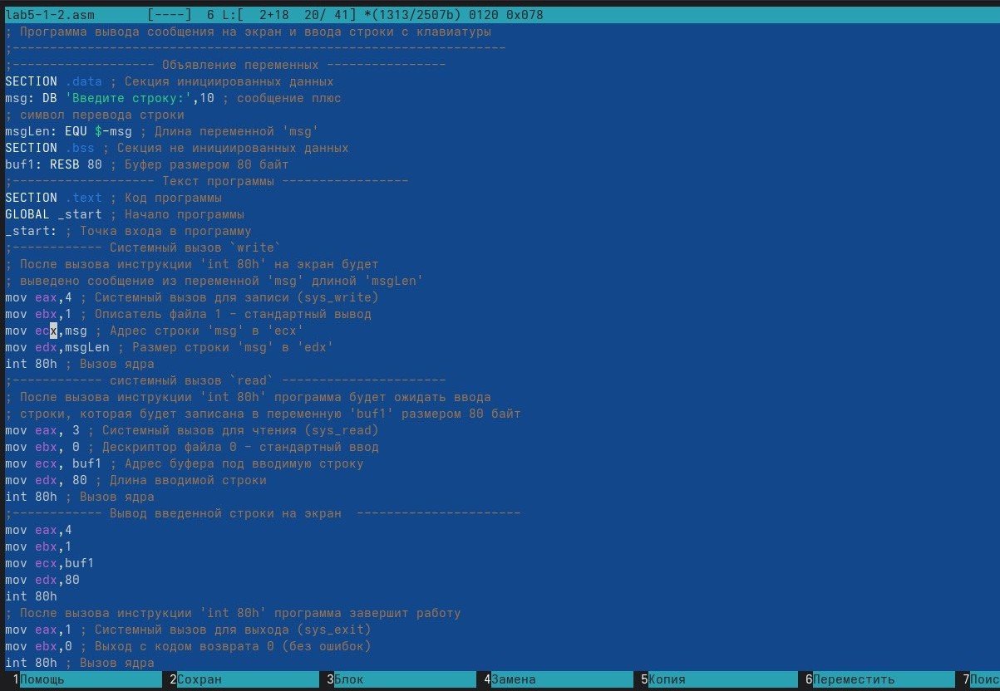 lab5-1-2.asm       [----]  6 L:[  2+18  20/ 41] *(1313/2507b) 0120 0x078
; Программа вывода сообщения на экран и ввода строки с клавиатуры
;------------------------------------------------------------------
;------------------- Объявление переменных ----------------
SECTION .data ; Секция инициированных данных
msg: DB 'Введите строку:',10 ; сообщение плюс
; символ перевода строки
msgLen: EQU $-msg ; Длина переменной 'msg'
SECTION .bss ; Секция не инициированных данных
buf1: RESB 80 ; Буфер размером 80 байт
;------------------- Текст программы -----------------
SECTION .text ; Код программы
GLOBAL _start ; Начало программы
_start: ; Точка входа в программу
;------------ Системный вызов `write`
; После вызова инструкции 'int 80h' на экран будет
; выведено сообщение из переменной 'msg' длиной 'msgLen'
mov eax,4 ; Системный вызов для записи (sys_write)
mov ebx,1 ; Описатель файла 1 - стандартный вывод
mov ecx,msg ; Адрес строки 'msg' в 'ecx'
mov edx,msgLen ; Размер строки 'msg' в 'edx'
int 80h ; Вызов ядра
;------------ системный вызов `read` ----------------------
; После вызова инструкции 'int 80h' программа будет ожидать ввода
; строки, которая будет записана в переменную 'buf1' размером 80 байт
mov eax, 3 ; Системный вызов для чтения (sys_read)
mov ebx, 0 ; Дескриптор файла 0 - стандартный ввод
mov ecx, buf1 ; Адрес буфера под вводимую строку
mov edx, 80 ; Длина вводимой строки
int 80h ; Вызов ядра
;------------ Вывод введенной строки на экран  ----------------------
mov eax,4
mov ebx,1
mov ecx,buf1
mov edx,80
int 80h
; После вызова инструкции 'int 80h' программа завершит работу
mov eax,1 ; Системный вызов для выхода (sys_exit)
mov ebx,0 ; Выход с кодом возврата 0 (без ошибок)
int 80h ; Вызов ядра
1Помощь 2Сохран 3Блок 4Замена 5Копия 6Переместить 7Поис